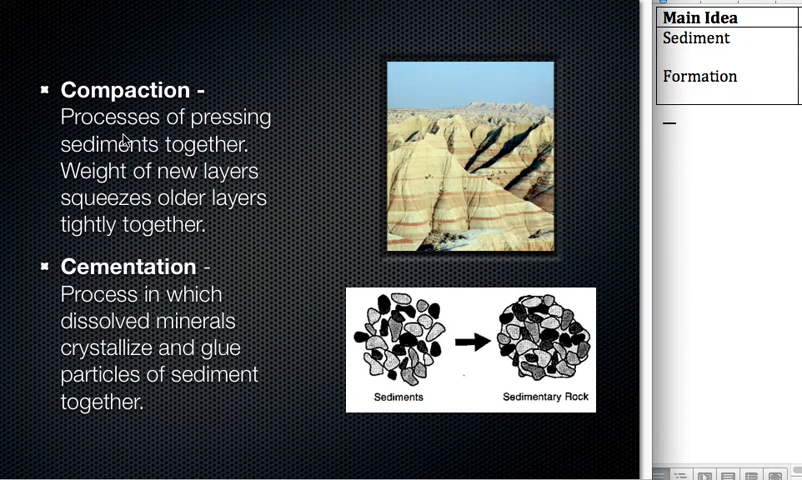 Compaction -
Processes of pressing
sediments together.
Weight of new layers
squeezes older layers
tightly together.
Cementation -
Process in which
dissolved minerals
crystallize and glue
particles of sediment
together.
Sediments
Sedimentary Rock
Main Idea
Sediment
Formation